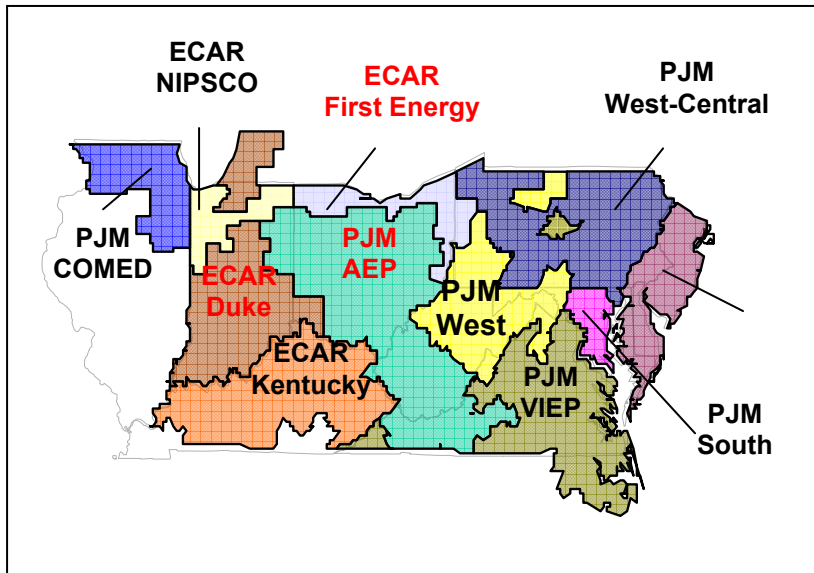 ECAR
NIPSCO
ECAR
First Energy
PJM
West-Central
PJM
COMED
ECAR
Duke
PJM
AEP
PJM
West
ECAR
Kentucky
PJM
VIEP
PJM
South